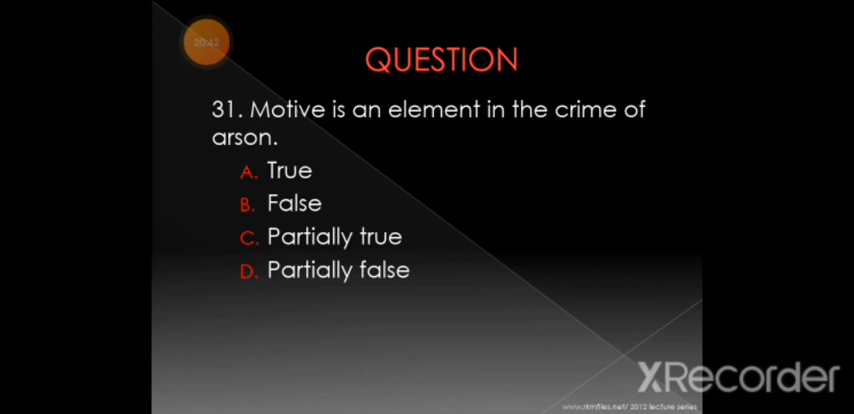 20:42
QUESTION
31. Motive is an element in the crime of
arson.
A. True
B. False
C. Partially true
D. Partially false
XRecorder
www.rkmfiles.net/ 2012 lecture series